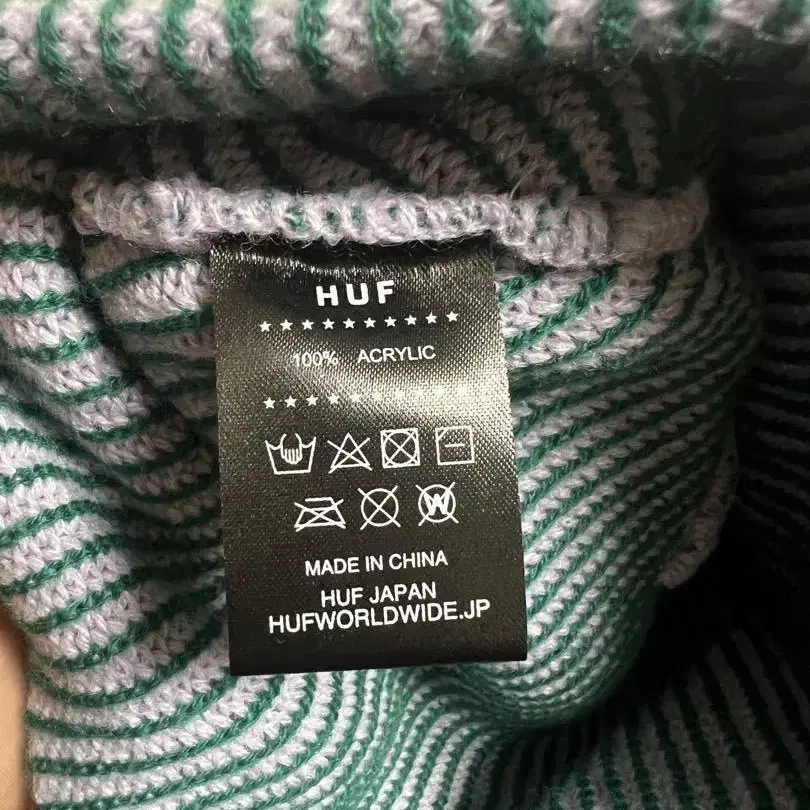 HUF
100% ACRYLIC
W
MADE IN CHINA
HUF JAPAN
HUFWORLDWIDE.JP